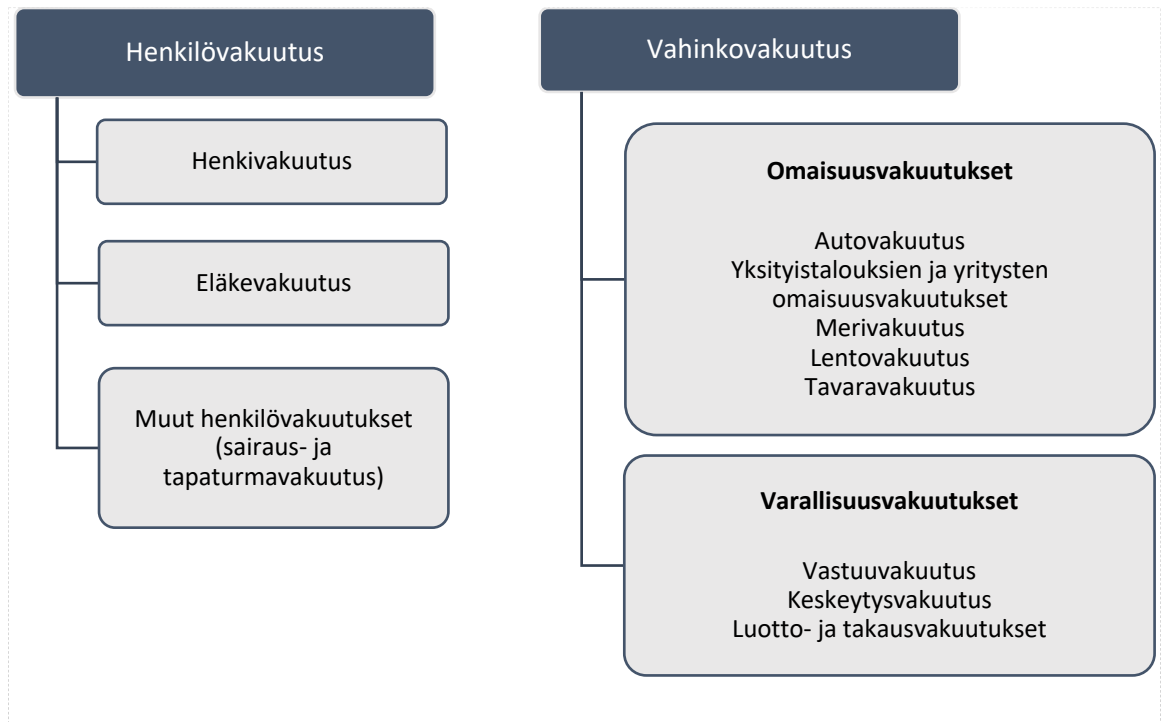 Henkilövakuutus
Henkivakuutus
Eläkevakuutus
Muut henkilövakuutukset
(sairaus- ja
tapaturmavakuutus)
Vahinkovakuutus
Omaisuusvakuutukset
Autovakuutus
Yksityistalouksien ja yritysten
omaisuusvakuutukset
Merivakuutus
Lentovakuutus
Tavaravakuutus
Varallisuusvakuutukset
Vastuuvakuutus
Keskeytysvakuutus
Luotto- ja takausvakuutukset